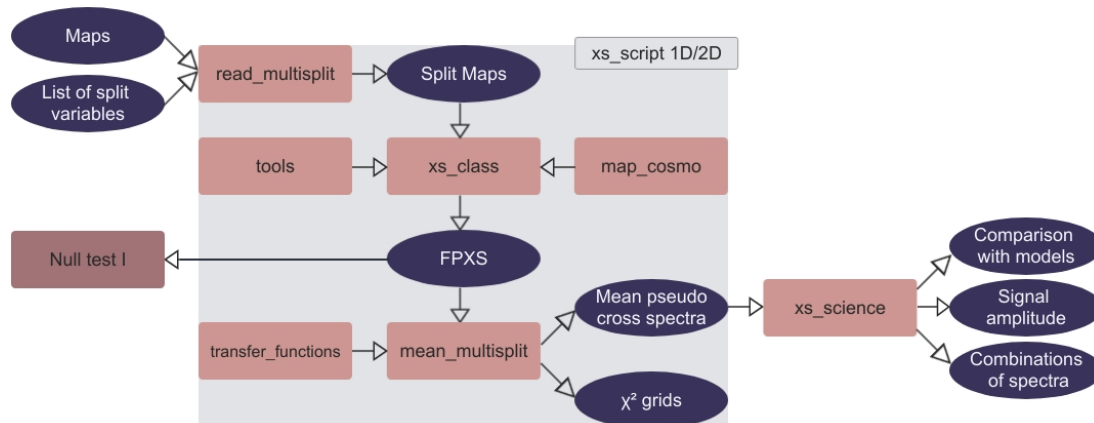 Maps
xs_script 1D/2D
read_multisplit
Split Maps
List of split
variables
tools
xs_class
map_cosmo
Null test I
FPXS
Comparison
with models
Mean pseudo
cross spectra
xs_science
Signal
amplitude
transfer_functions
mean_multisplit
Combinations
of spectra
χ² grids